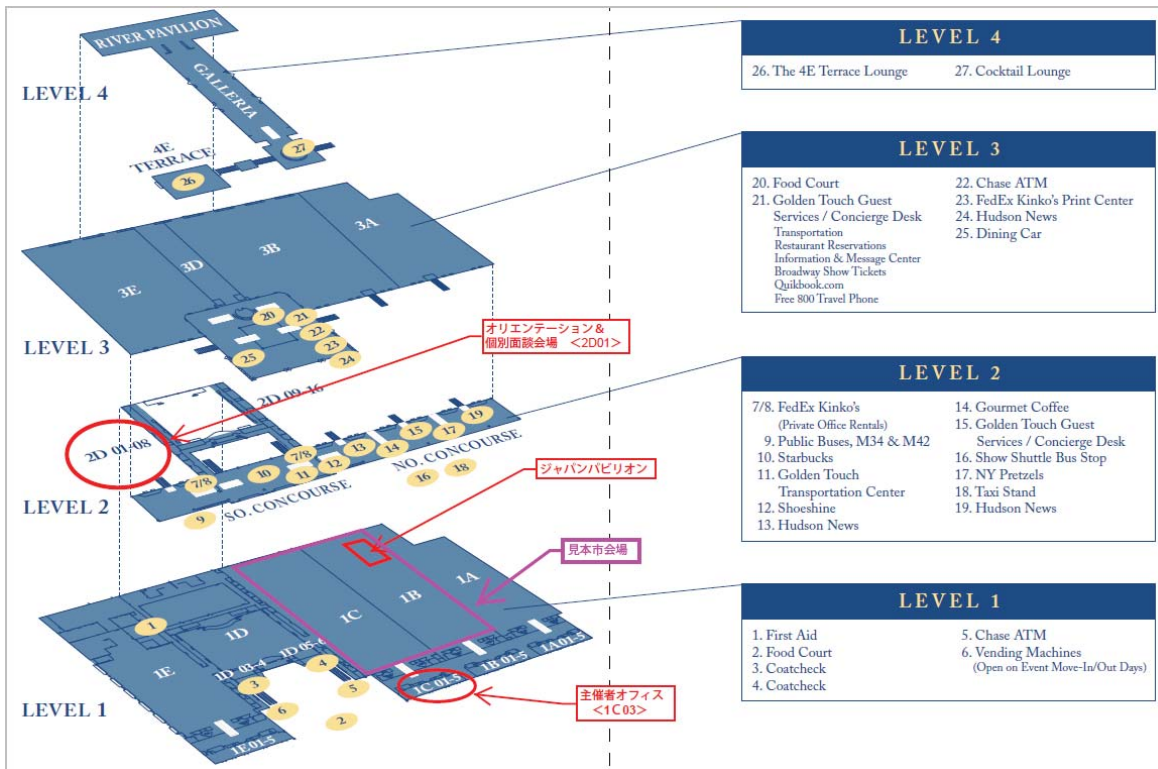 RIVER PAVILION
GALLERIA
LEVEL 4
4E
TERRACE
27
26
3A
3B
3D
3E
20
21
22
23
24
25
LEVEL 3
オリエンテーション＆
個別面談会場 ＜2D01＞
2D 09-16
2D 01-08
19
17
15
14
13
12
7/8
11
10
7/8
9
NO. CONCOURSE
16
18
SO. CONCOURSE
LEVEL 2
ジャパンパビリオン
見本市会場
1A
1B
1C
1D
1E
1
1D 03-4
1D 05-6
4
3
5
6
2
1A 01-5
1B 01-5
1C 01-5
1E 01-5
主催者オフィス
＜1C03＞
LEVEL 1
LEVEL 4
26. The 4E Terrace Lounge
27. Cocktail Lounge
LEVEL 3
20. Food Court
21. Golden Touch Guest
Services / Concierge Desk
Transportation
Restaurant Reservations
Information & Message Center
Broadway Show Tickets
Quikbook.com
Free 800 Travel Phone
22. Chase ATM
23. FedEx Kinko's Print Center
24. Hudson News
25. Dining Car
LEVEL 2
7/8. FedEx Kinko's
(Private Office Rentals)
9. Public Buses, M34 & M42
10. Starbucks
11. Golden Touch
Transportation Center
12. Shoeshine
13. Hudson News
14. Gourmet Coffee
15. Golden Touch Guest
Services / Concierge Desk
16. Show Shuttle Bus Stop
17. NY Pretzels
18. Taxi Stand
19. Hudson News
LEVEL 1
1. First Aid
2. Food Court
3. Coatcheck
4. Coatcheck
5. Chase ATM
6. Vending Machines
(Open on Event Move-In/Out Days)